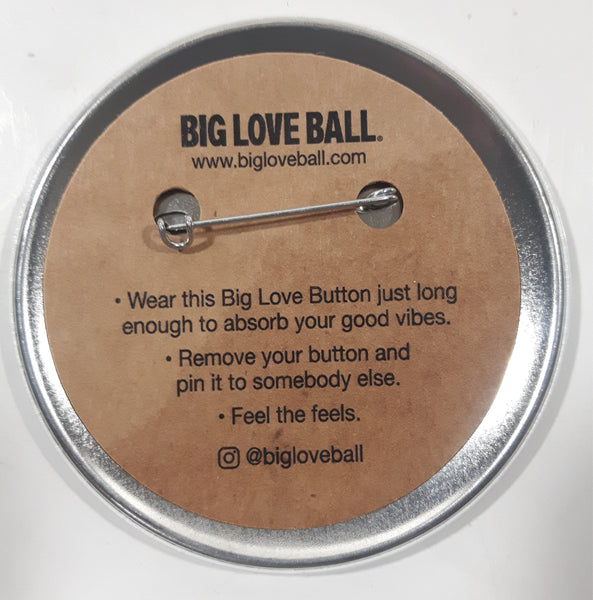 BIG LOVE BALL®
www.bigloveball.com
• Wear this Big Love Button just long
enough to absorb your good vibes.
• Remove your button and
pin it to somebody else.
• Feel the feels.
@bigloveball